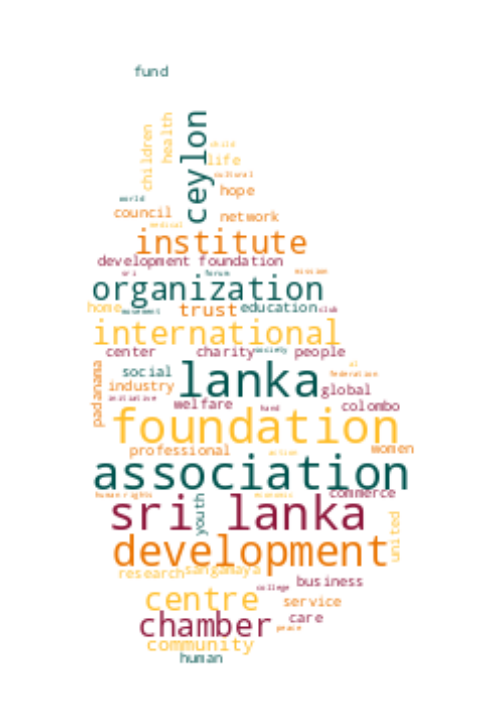 fund
children
health
ceylon
child
life
cultural
world
hope
council
network
medical
institute
development foundation
sri
forum
mission
organization
home
movement
trust
education
club
international
center
charity
society
people
social
lanka
al
federation
padanama
industry
global
initiative
welfare
hand
colombo
foundation
professional
action
women
association
human rights
economic
commerce
sri lanka
youth
united
development
research
sangamaya
college
business
centre
service
chamber
care
peace
community
human